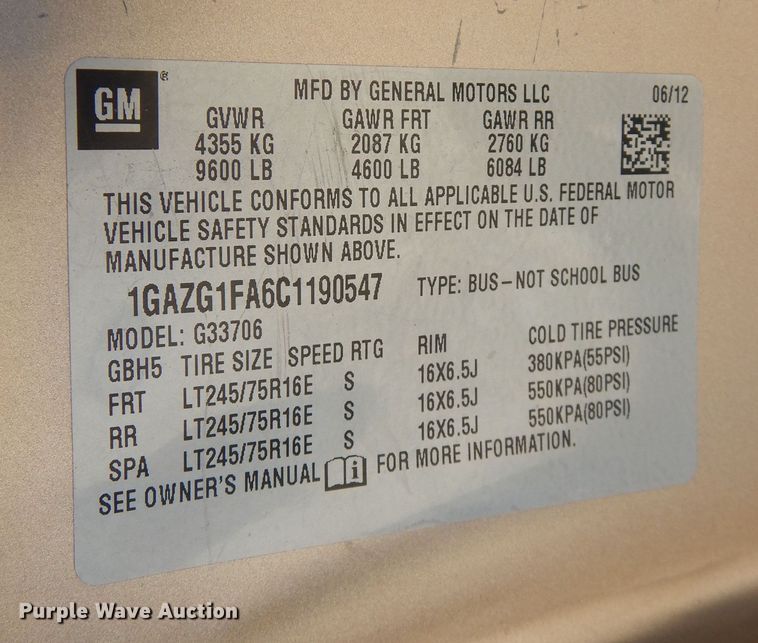 GM®
MFD BY GENERAL MOTORS LLC 06/12
GVWR GAWR FRT GAWR RR
4355 KG 2087 KG 2760 KG
9600 LB 4600 LB 6084 LB
THIS VEHICLE CONFORMS TO ALL APPLICABLE U.S. FEDERAL MOTOR
VEHICLE SAFETY STANDARDS IN EFFECT ON THE DATE OF
MANUFACTURE SHOWN ABOVE.
1GAZG1FA6C1190547 TYPE: BUS-NOT SCHOOL BUS
MODEL: G33706
GBH5 TIRE SIZE SPEED RTG RIM COLD TIRE PRESSURE
FRT LT245/75R16E S 16X6.5J 380KPA(55PSI)
RR LT245/75R16E S 16X6.5J 550KPA(80PSI)
SPA LT245/75R16E S 16X6.5J 550KPA(80PSI)
SEE OWNER'S MANUAL i FOR MORE INFORMATION.
Purple Wave Auction